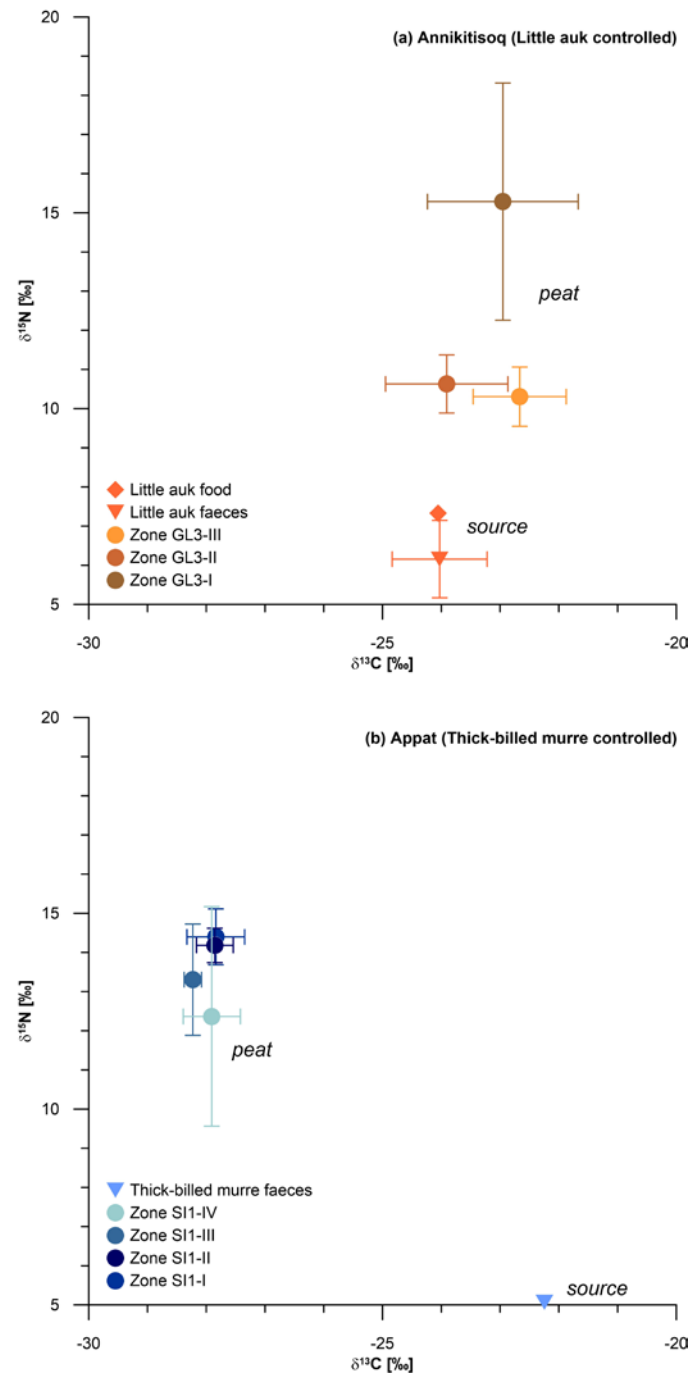 (a) Annikitisoq (Little auk controlled)
20
15
10
5
δ15N [‰]
peat
source
Little auk food
Little auk faeces
Zone GL3-III
Zone GL3-II
Zone GL3-I
-30
-25
-20
δ13C [‰]
(b) Appat (Thick-billed murre controlled)
20
15
10
5
δ15N [‰]
peat
source
Thick-billed murre faeces
Zone SI1-IV
Zone SI1-III
Zone SI1-II
Zone SI1-I
-30
-25
-20
δ13C [‰]